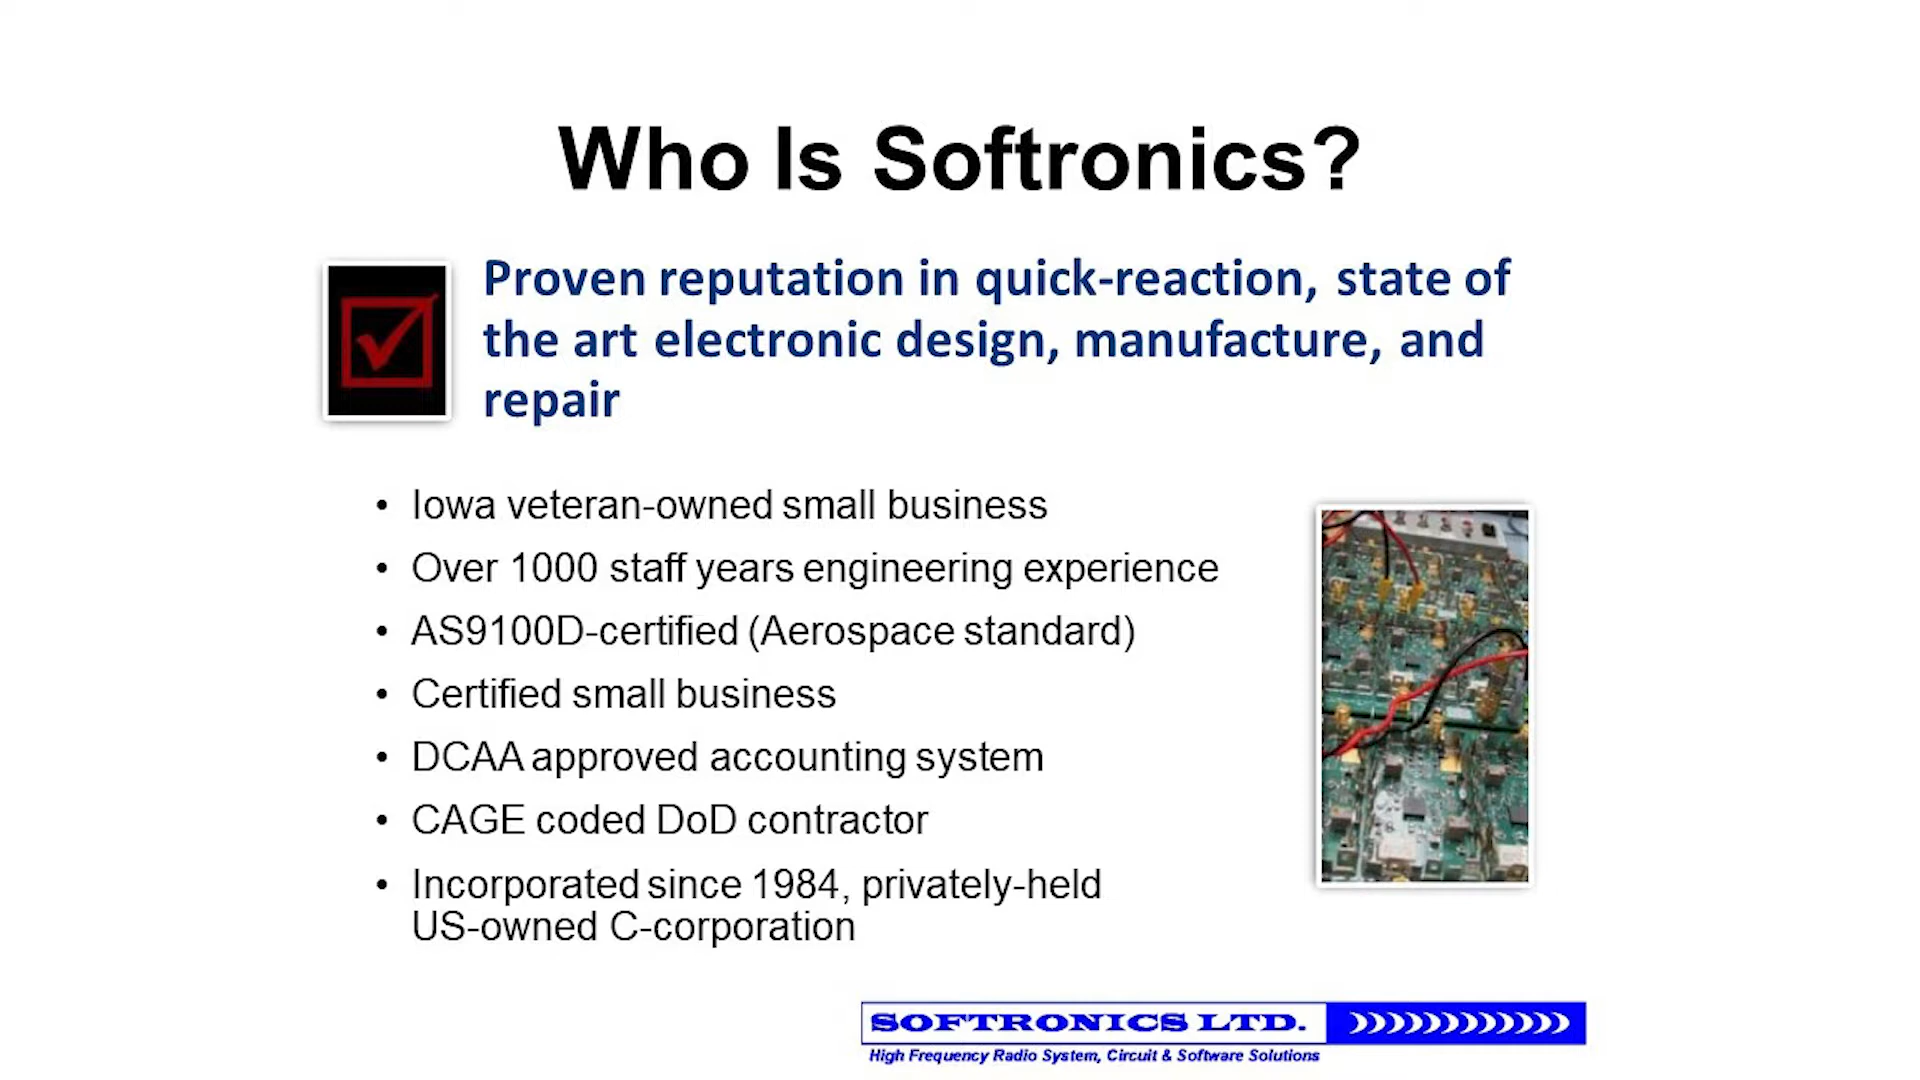 Who Is Softronics?
Proven reputation in quick-reaction, state of
the art electronic design, manufacture, and
repair
• Iowa veteran-owned small business
• Over 1000 staff years engineering experience
• AS9100D-certified (Aerospace standard)
• Certified small business
• DCAA approved accounting system
• CAGE coded DoD contractor
• Incorporated since 1984, privately-held
US-owned C-corporation
SOFTRONICS LTD.
High Frequency Radio System, Circuit & Software Solutions